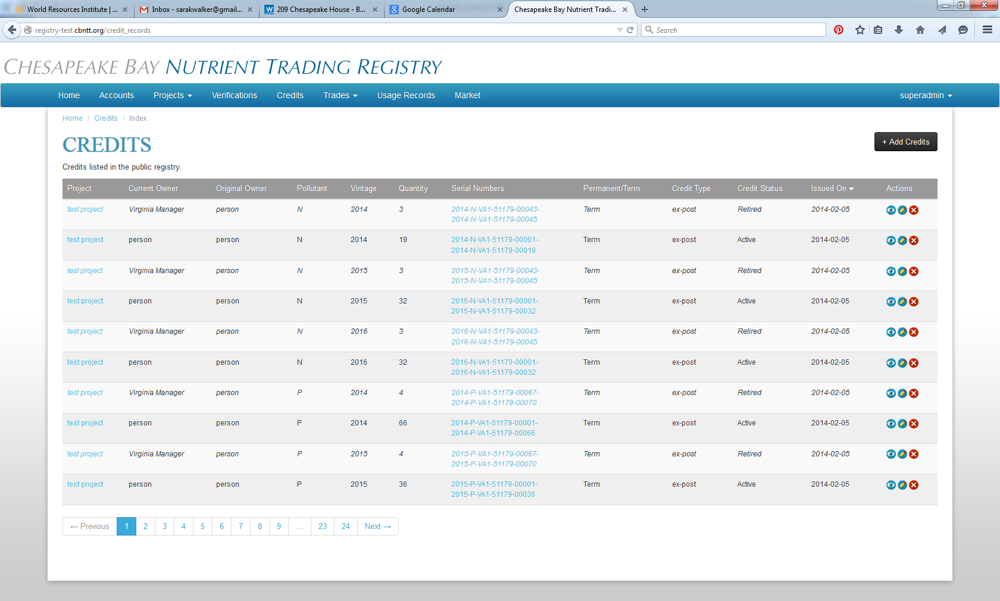 World Resources Institute | ...
Inbox - sarakwalker@gmail....
209 Chesapeake House - B...
Google Calendar
Chesapeake Bay Nutrient Tradi...
registry-test.cbntt.org/credit_records
Search
CHESAPEAKE BAY NUTRIENT TRADING REGISTRY
Home Accounts Projects Verifications Credits Trades Usage Records Market superadmin
Home / Credits / Index
CREDITS
+ Add Credits
Credits listed in the public registry.
Project Current Owner Original Owner Pollutant Vintage Quantity Serial Numbers Permanent/Term Credit Type Credit Status Issued On Actions
test project Virginia Manager person N 2014 3 2014-N-VA1-51179-00043- Term ex-post Retired 2014-02-05
2014-N-VA1-51179-00045
test project person person N 2014 19 2014-N-VA1-51179-00001- Term ex-post Active 2014-02-05
2014-N-VA1-51179-00019
test project Virginia Manager person N 2015 3 2015-N-VA1-51179-00043- Term ex-post Retired 2014-02-05
2015-N-VA1-51179-00045
test project person person N 2015 32 2015-N-VA1-51179-00001- Term ex-post Active 2014-02-05
2015-N-VA1-51179-00032
test project Virginia Manager person N 2016 3 2016-N-VA1-51179-00043- Term ex-post Retired 2014-02-05
2016-N-VA1-51179-00045
test project person person N 2016 32 2016-N-VA1-51179-00001- Term ex-post Active 2014-02-05
2016-N-VA1-51179-00032
test project Virginia Manager person P 2014 4 2014-P-VA1-51179-00067- Term ex-post Retired 2014-02-05
2014-P-VA1-51179-00070
test project person person P 2014 66 2014-P-VA1-51179-00001- Term ex-post Active 2014-02-05
2014-P-VA1-51179-00066
test project Virginia Manager person P 2015 4 2015-P-VA1-51179-00067- Term ex-post Retired 2014-02-05
2015-P-VA1-51179-00070
test project person person P 2015 36 2015-P-VA1-51179-00001- Term ex-post Active 2014-02-05
2015-P-VA1-51179-00036
← Previous 1 2 3 4 5 6 7 8 9 ... 23 24 Next →